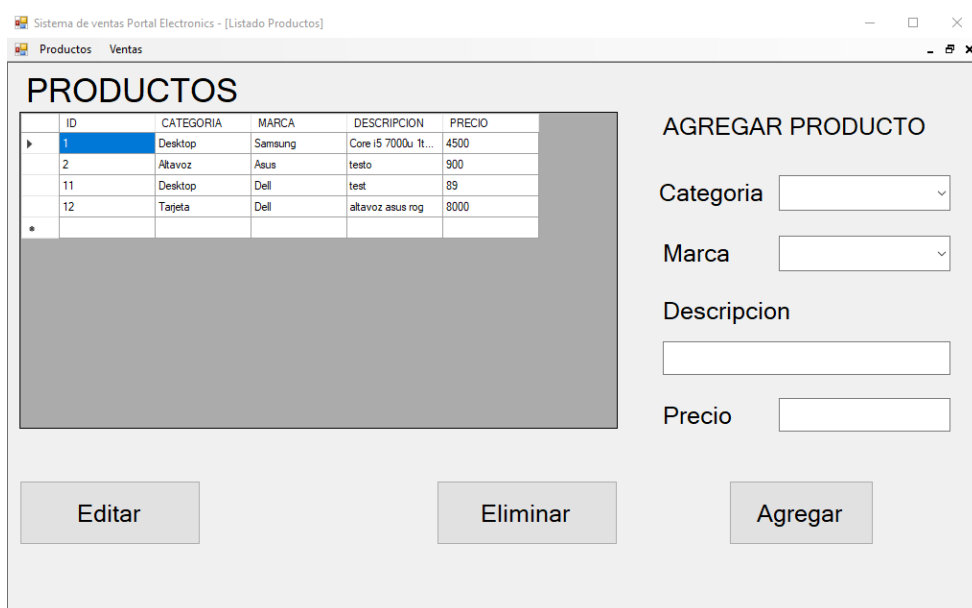 Sistema de ventas Portal Electronics - [Listado Productos]
Productos Ventas
PRODUCTOS
ID CATEGORIA MARCA DESCRIPCION PRECIO
1 Desktop Samsung Core i5 7000u 1t... 4500
2 Altavoz Asus testo 900
11 Desktop Dell test 89
12 Tarjeta Dell altavoz asus rog 8000
AGREGAR PRODUCTO
Categoria
Marca
Descripcion
Precio
Editar
Eliminar
Agregar